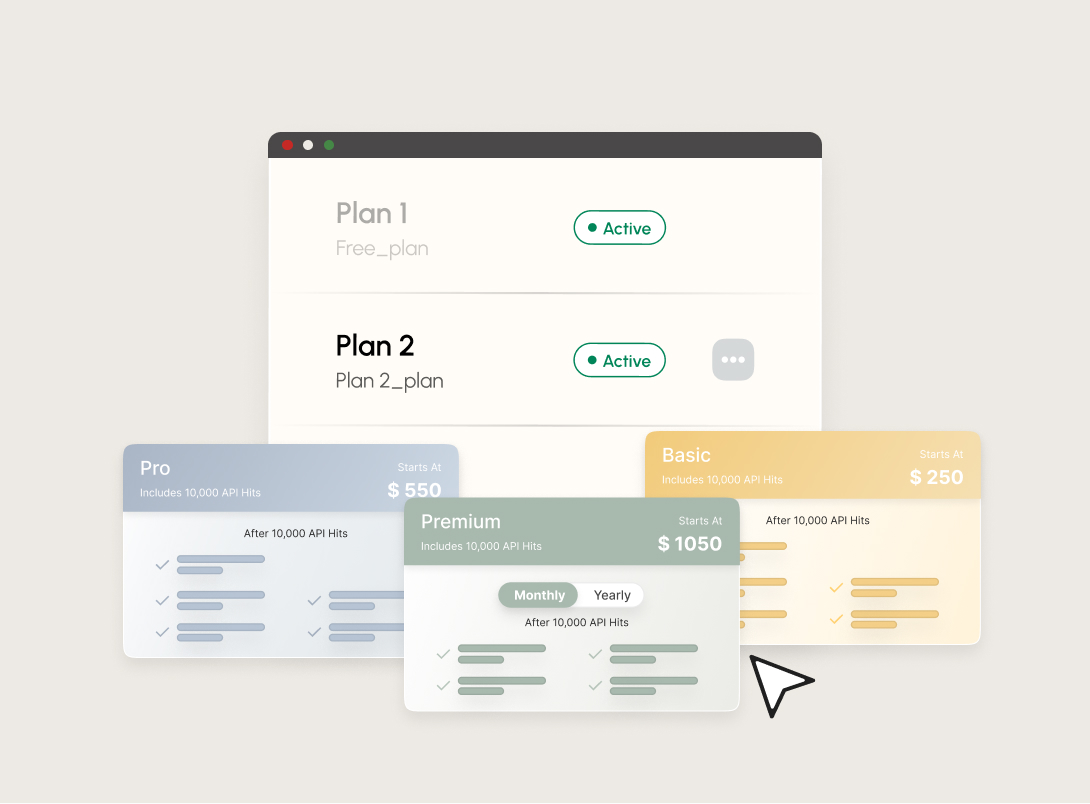 Plan 1
Free_plan
Active
Plan 2
Plan 2_plan
Active
Pro
Includes 10,000 API Hits
Starts At
$ 550
After 10,000 API Hits
Premium
Includes 10,000 API Hits
Starts At
$ 1050
Monthly
Yearly
After 10,000 API Hits
Basic
Includes 10,000 API Hits
Starts At
$ 250
After 10,000 API Hits